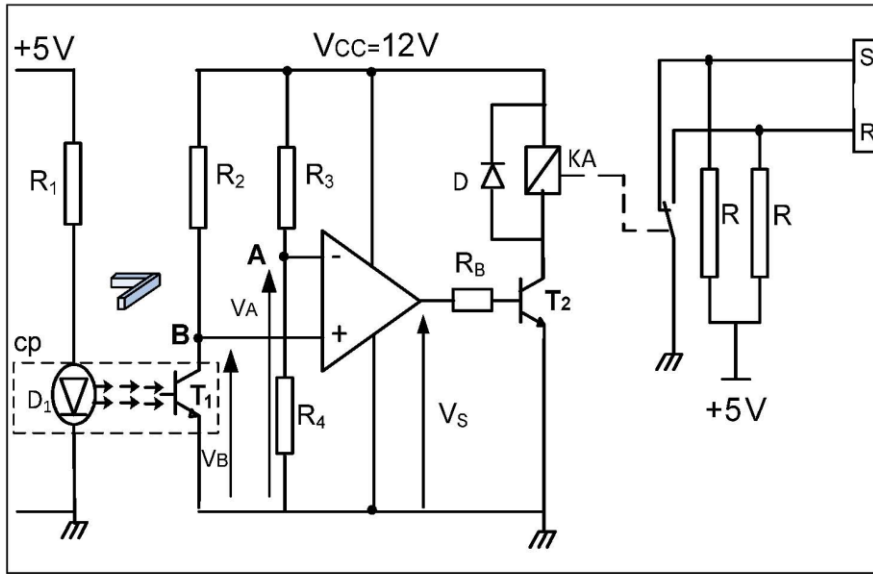 +5V
VCC=12V
S
R1
R2
R3
D
KA
R
R
R
A
-
RB
T2
VA
B
+
cp
D1
T1
R4
VS
+5V
VB